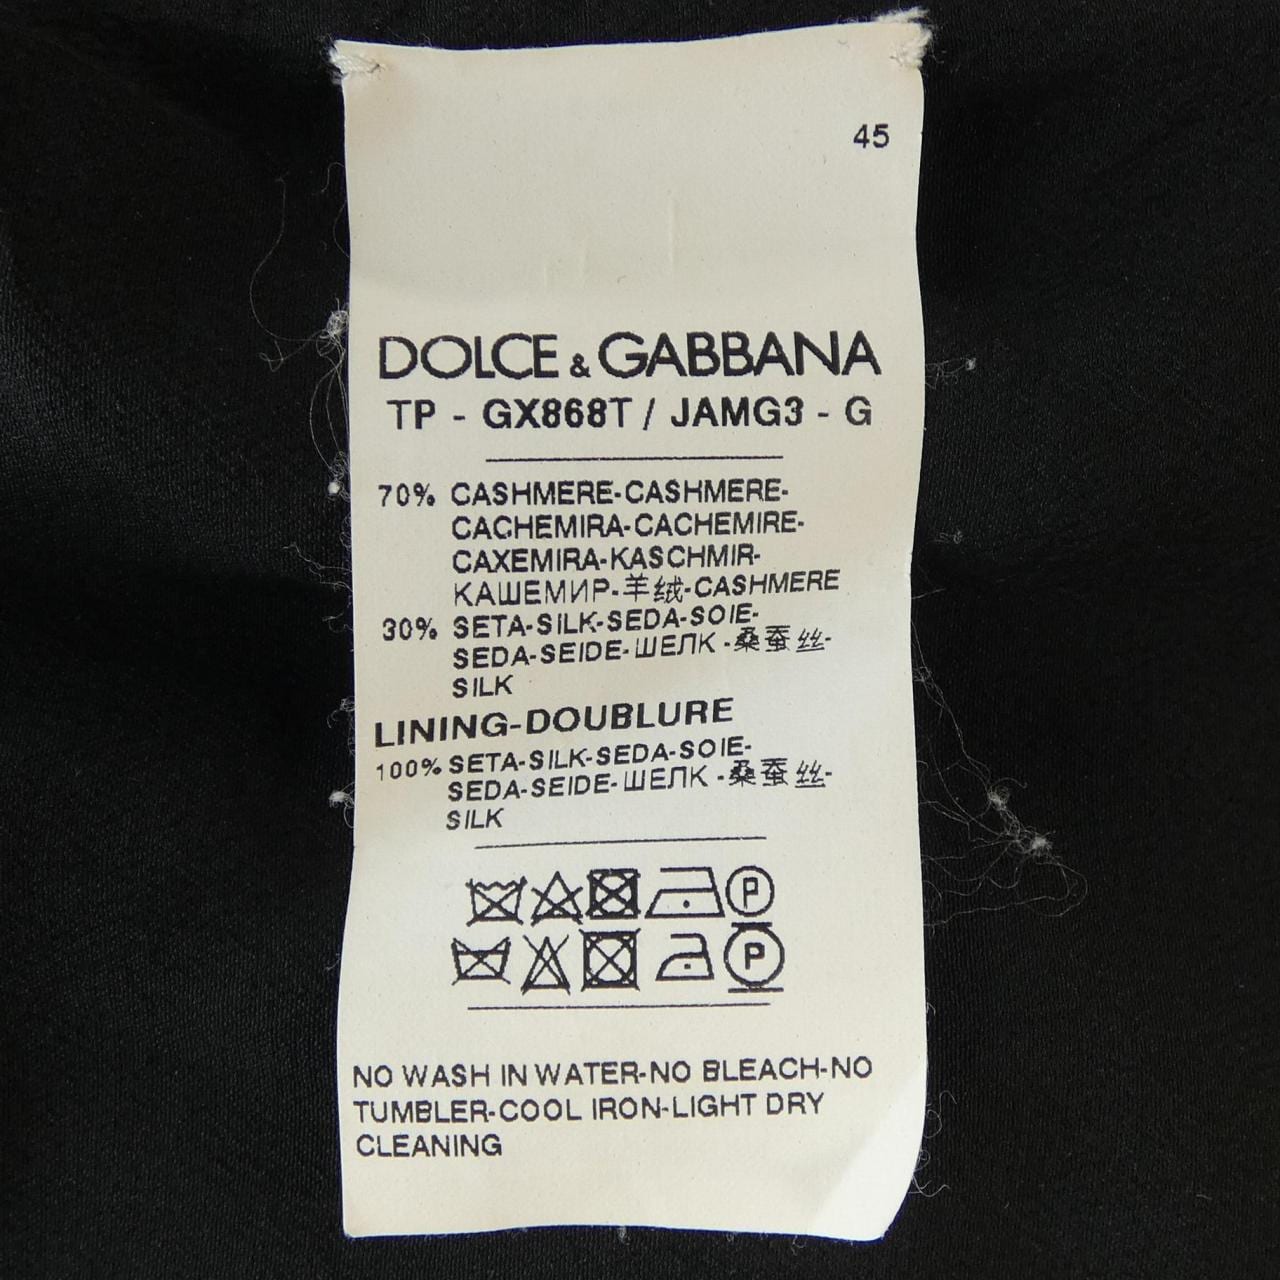 45
DOLCE & GABBANA
TP - GX868T / JAMG3 - G
70% CASHMERE-CASHMERE-
CACHEMIRA-CACHEMIRE-
CAXEMIRA-KASCHMIR-
КАШЕМИР-羊绒-CASHMERE
30% SETA-SILK-SEDA-SOIE-
SEDA-SEIDE-ШЕЛК -桑蚕丝-
SILK
LINING-DOUBLURE
100% SETA-SILK-SEDA-SOIE-
SEDA-SEIDE-ШЕЛК -桑蚕丝-
SILK
P
P
NO WASH IN WATER-NO BLEACH-NO
TUMBLER-COOL IRON-LIGHT DRY
CLEANING